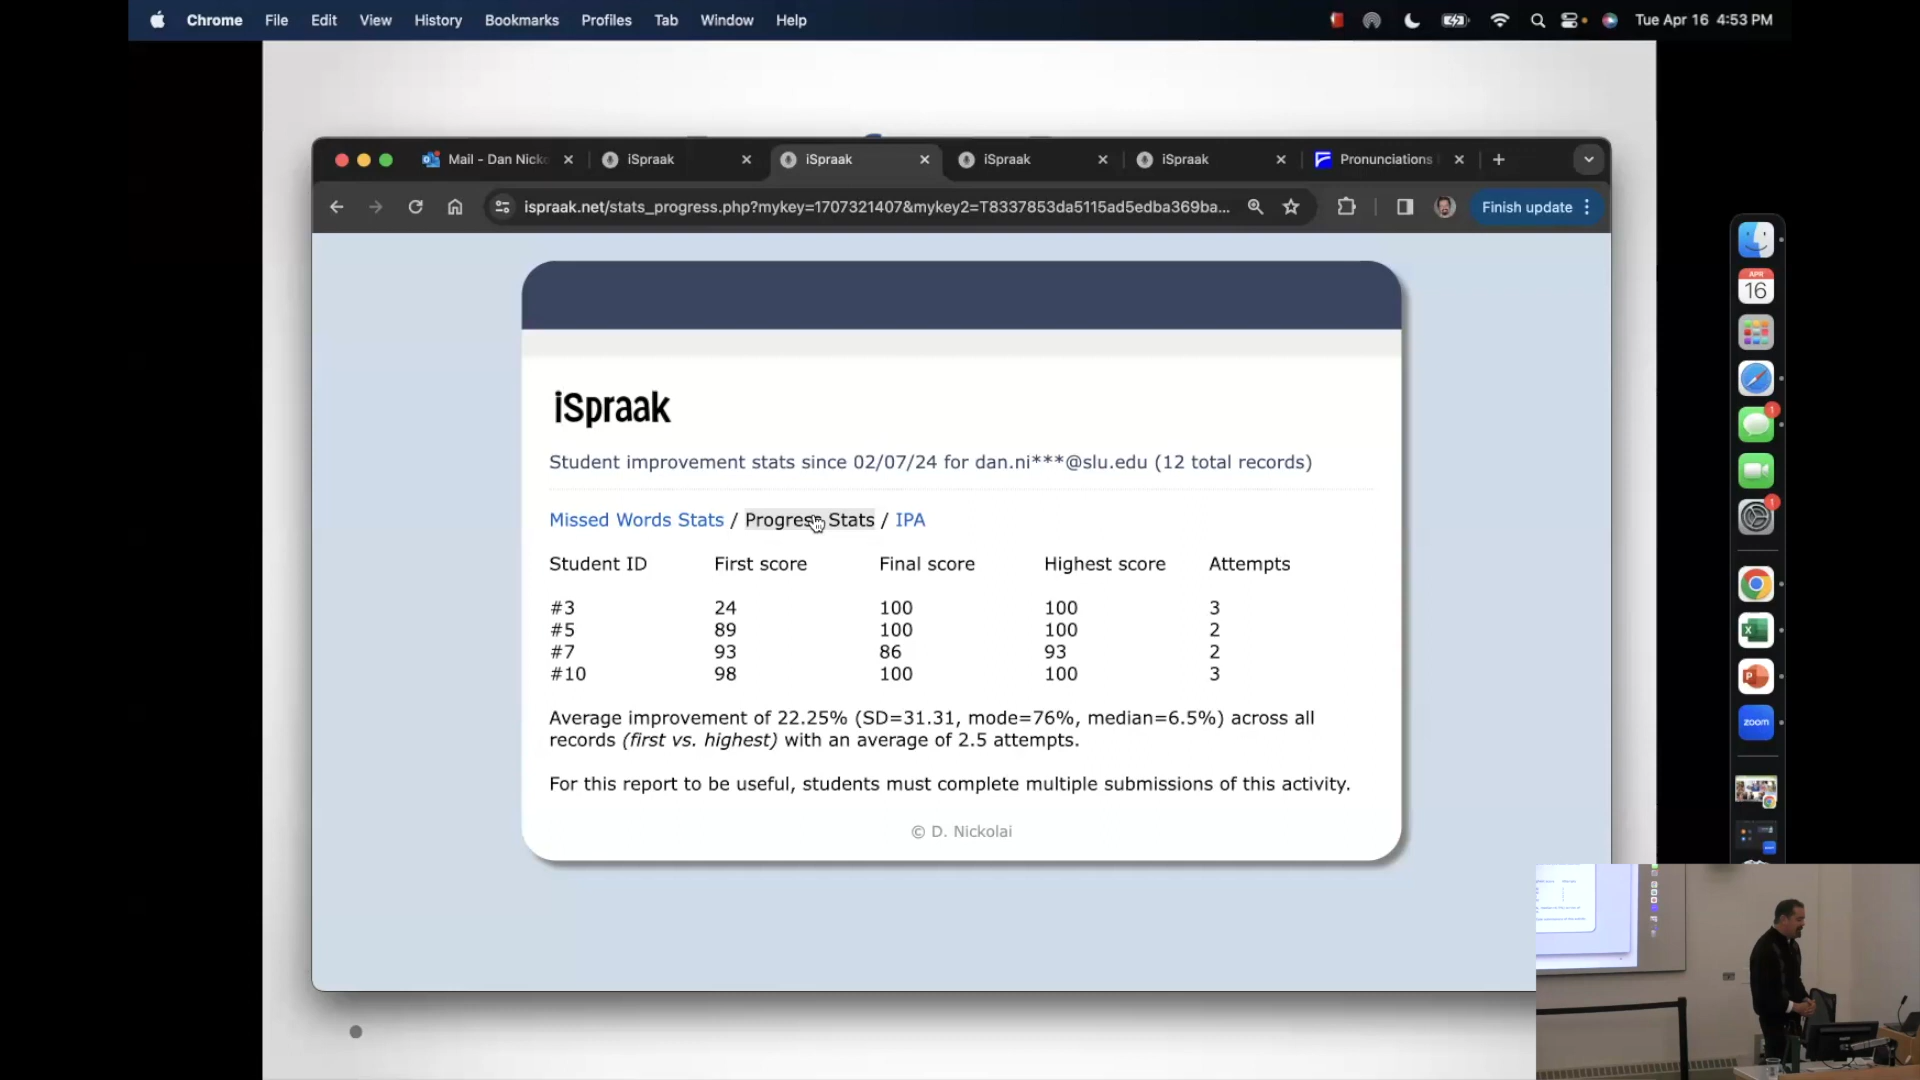 Chrome File Edit View History Bookmarks Profiles Tab Window Help Tue Apr 16 4:53 PM
Mail - Dan Nick iSpraak iSpraak iSpraak iSpraak Pronunciations
ispraak.net/stats_progress.php?mykey=1707321407&mykey2=T8337853da5115ad5edba369ba... Finish update
iSpraak
Student improvement stats since 02/07/24 for dan.ni***@slu.edu (12 total records)
Missed Words Stats / Progress Stats / IPA
Student ID First score Final score Highest score Attempts
#3 24 100 100 3
#5 89 100 100 2
#7 93 86 93 2
#10 98 100 100 3
Average improvement of 22.25% (SD=31.31, mode=76%, median=6.5%) across all
records (first vs. highest) with an average of 2.5 attempts.
For this report to be useful, students must complete multiple submissions of this activity.
© D. Nickolai
APR
16
1
1
zoom